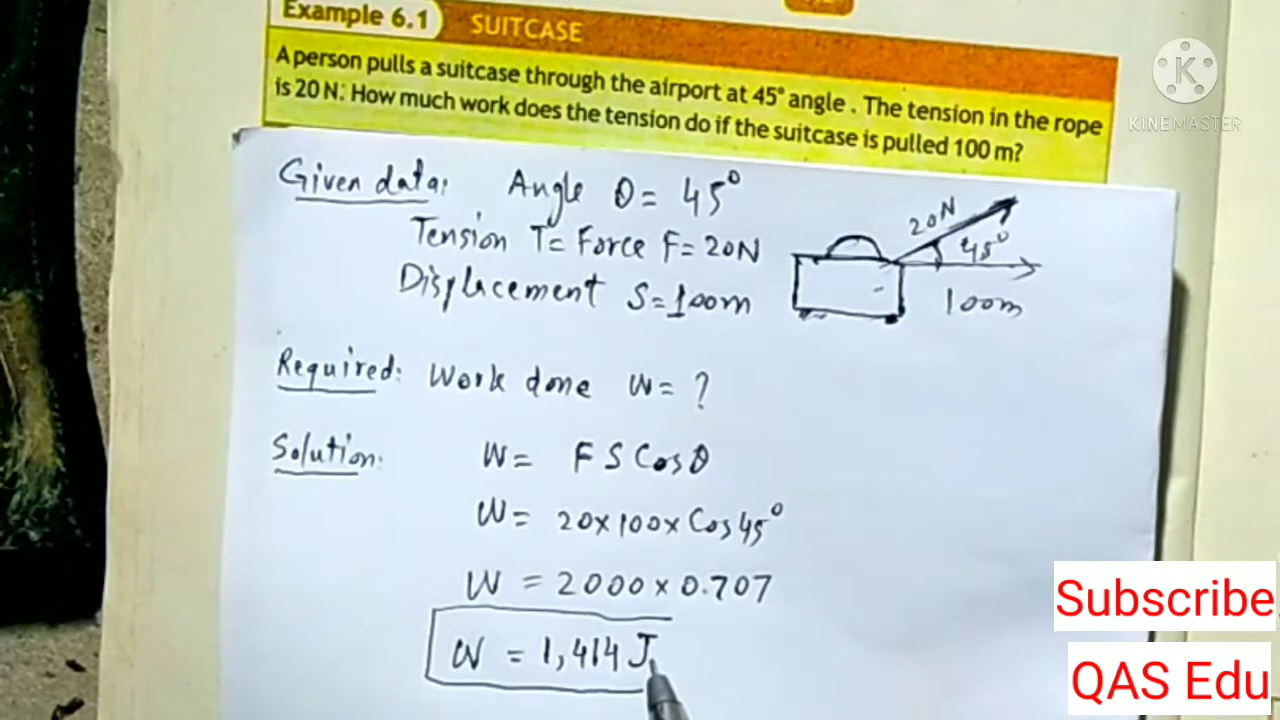 Example 6.1 SUITCASE
A person pulls a suitcase through the airport at 45° angle . The tension in the rope
is 20 N. How much work does the tension do if the suitcase is pulled 100 m?
KINEMASTER
Given data: Angle θ = 45°
Tension T = Force F = 20N
Displacement S = 100m
20N
45°
100m
Required: Work done W = ?
Solution: W = F S Cosθ
W = 20 x 100 x Cos 45°
W = 2000 x 0.707
W = 1,414 J
Subscribe
QAS Edu